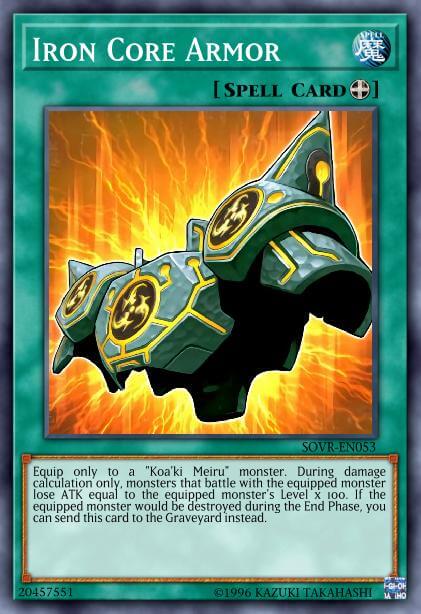 Iron Core Armor
SPELL
魔
[Spell Card]
SOVR-EN053
Equip only to a "Koa'ki Meiru" monster. During damage
calculation only, monsters that battle with the equipped monster
lose ATK equal to the equipped monster's Level x 100. If the
equipped monster would be destroyed during the End Phase, you
can send this card to the Graveyard instead.
20457551
©1996 KAZUKI TAKAHASHI